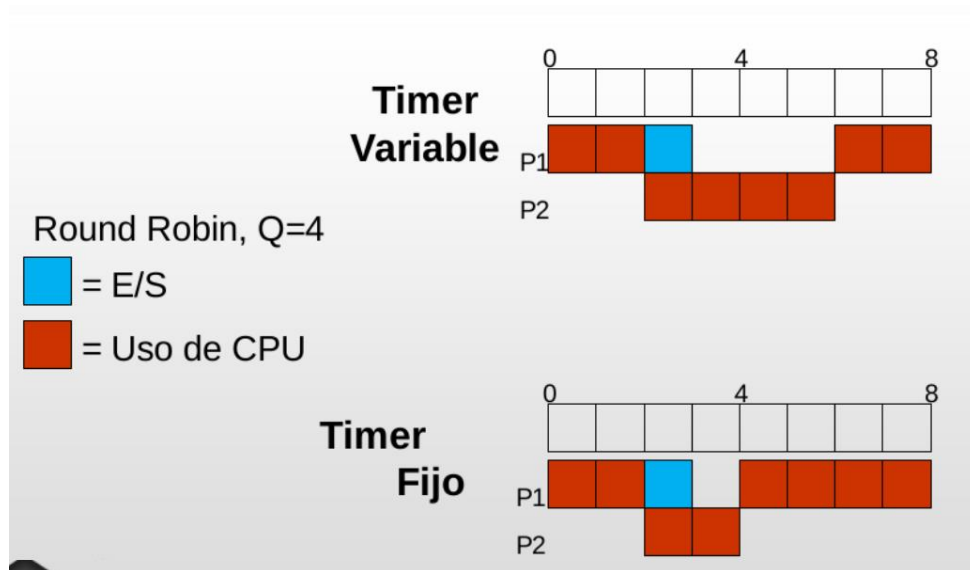 0 4 8
Timer
Variable
P1
P2
Round Robin, Q=4
= E/S
= Uso de CPU
0 4 8
Timer
Fijo
P1
P2